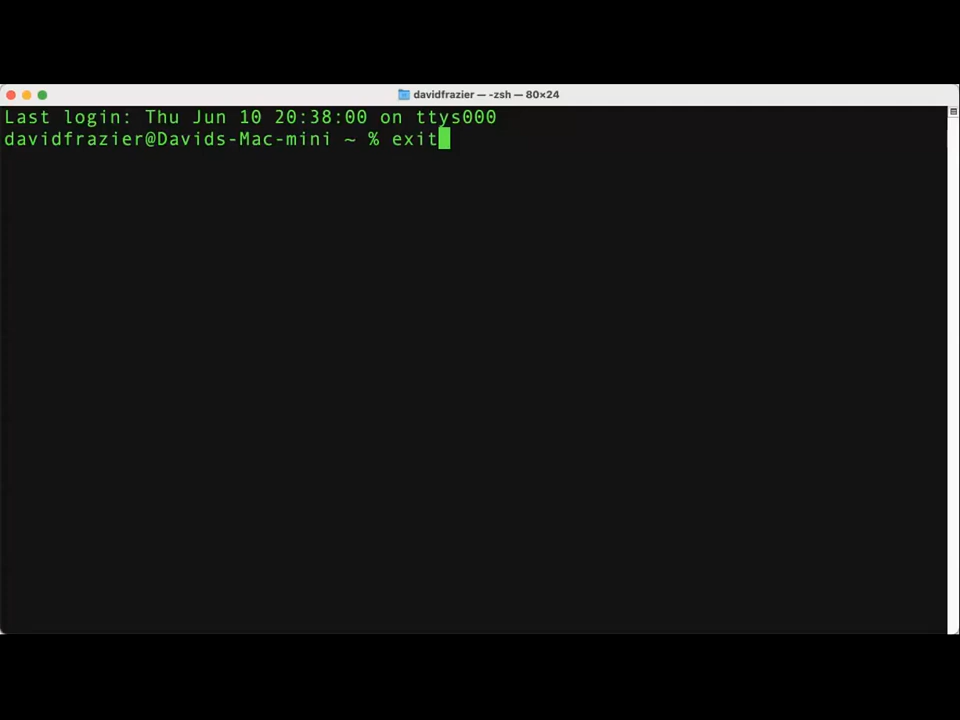 davidfrazier — -zsh — 80×24
Last login: Thu Jun 10 20:38:00 on ttys000
davidfrazier@Davids-Mac-mini ~ % exit